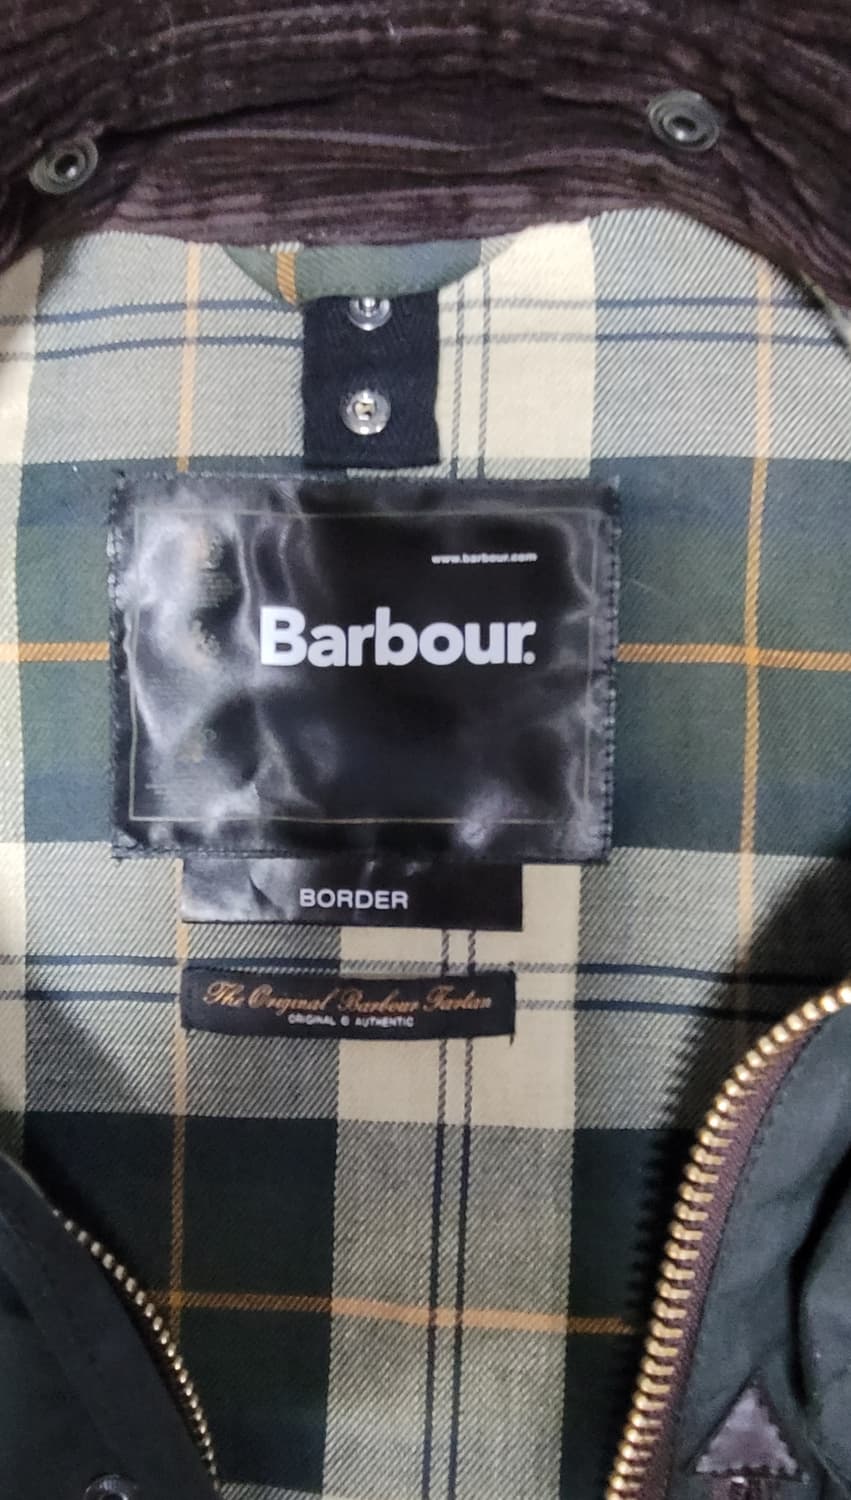 www.barbour.com
Barbour.
BORDER
The Original Barbour Tartan
ORIGINAL & AUTHENTIC